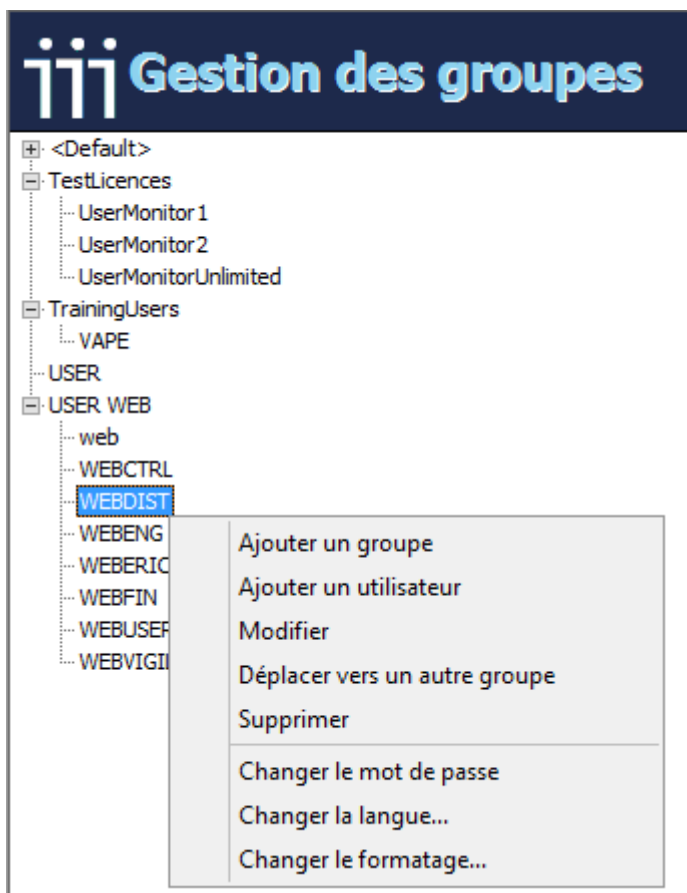 Gestion des groupes
<Default>
TestLicences
UserMonitor1
UserMonitor2
UserMonitorUnlimited
TrainingUsers
VAPE
USER
USER WEB
web
WEBCTRL
WEBDIST
WEBENG
WEBERIC
WEBFIN
WEBUSER
Ajouter un groupe
Ajouter un utilisateur
Modifier
Déplacer vers un autre groupe
Supprimer
Changer le mot de passe
Changer la langue...
Changer le formatage...